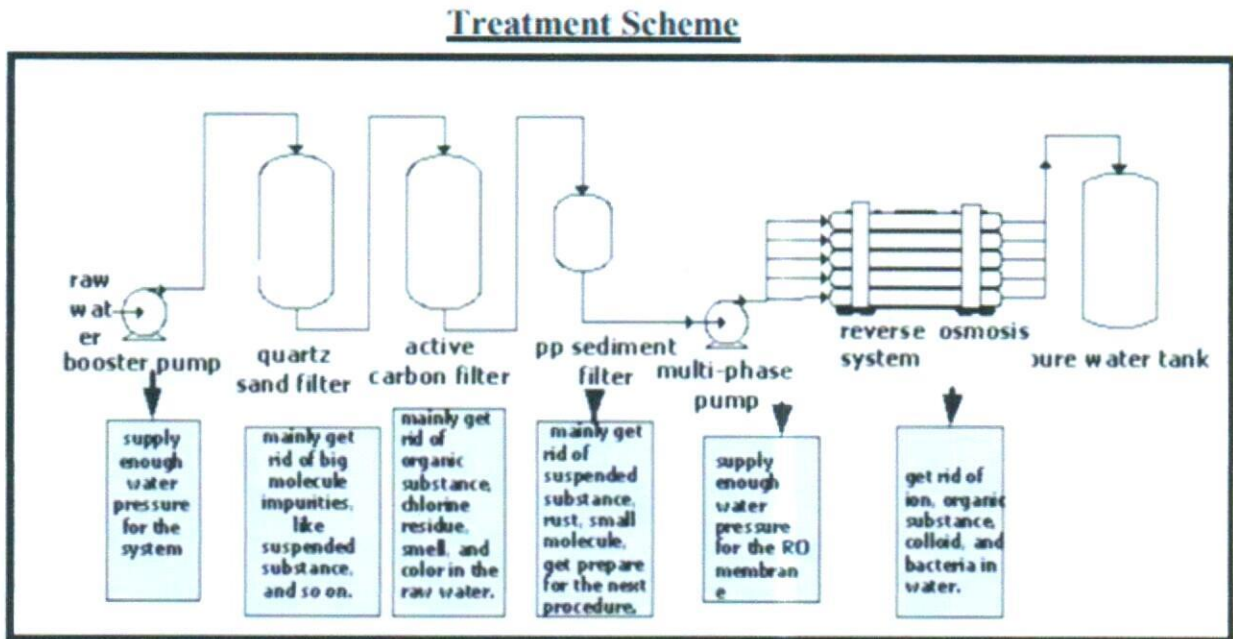 Treatment Scheme
raw
wat
er
booster pump
quartz
sand filter
active
carbon filter
pp sediment
filter
multi-phase
pump
reverse osmosis
system
pure water tank
supply
enough
water
pressure
for the
system
mainly get
rid of big
molecule
impurities,
like
suspended
substance,
and so on.
mainly get
rid of
organic
substance,
chlorine
residue,
smell, and
color in the
raw water.
mainly get
rid of
suspended
substance,
rust, small
molecule,
get prepare
for the next
procedure.
supply
enough
water
pressure
for the RO
membran
e
get rid of
ion, organic
substance,
colloid, and
bacteria in
water.